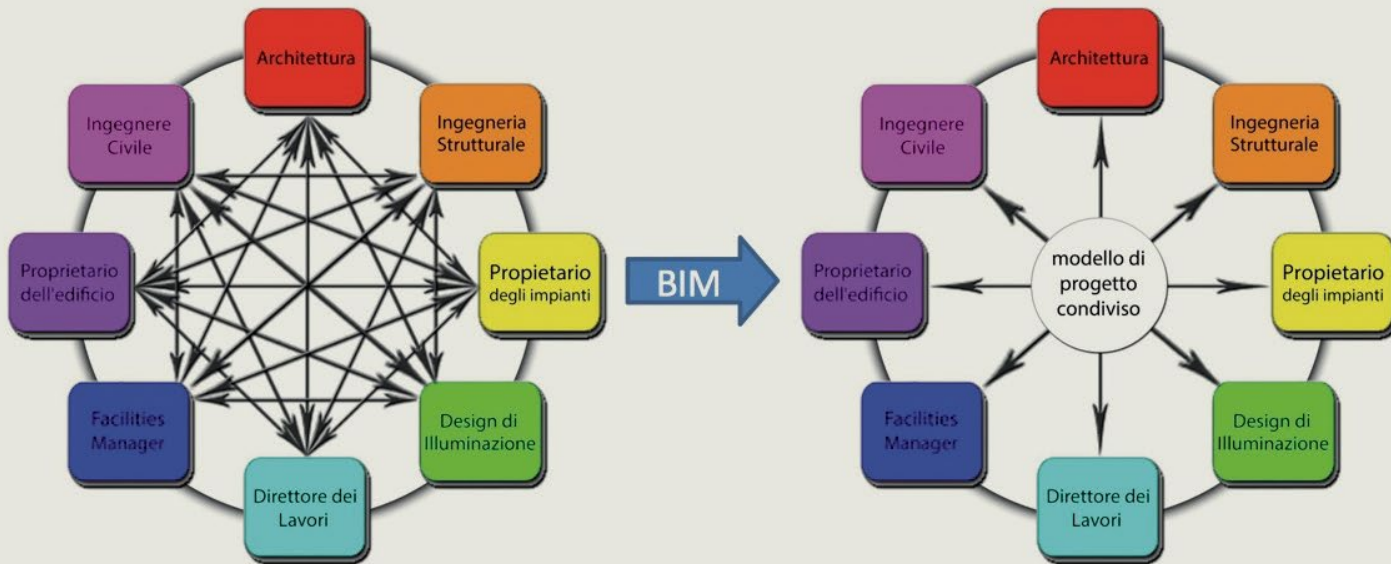 Architettura
Ingegneria
Strutturale
Propietario
degli impianti
Design di
Illuminazione
Direttore dei
Lavori
Facilities
Manager
Proprietario
dell'edificio
Ingegnere
Civile
BIM
Architettura
Ingegneria
Strutturale
Propietario
degli impianti
Design di
Illuminazione
Direttore dei
Lavori
Facilities
Manager
Proprietario
dell'edificio
Ingegnere
Civile
modello di
progetto
condiviso